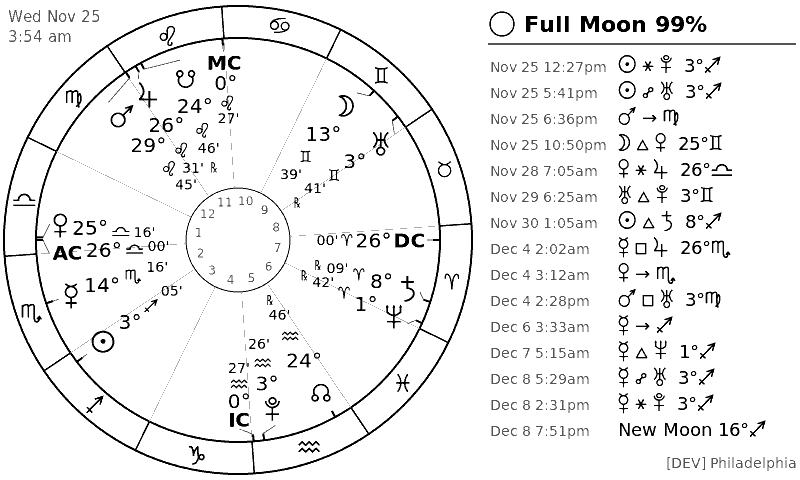 Wed Nov 25
3:54 am
MC
0°
♌
27'
☋
24°
♌
46'
℞
♃
26°
♌
31'
♂
29°
♌
45'
☽
13°
♊
39'
♅
3°
♊
41'
℞
12 11 10 9
1 8
2 7
3 4 5 6
♀ 25° ♎ 16'
AC 26° ♎ 00'
☿ 14° ♏ 16'
☉ 3° ♐ 05'
00' ♈ 26° DC
℞ 09' ♈ 8° ♄
℞ 42' ♈ 1° ♆
℞
46'
♒
24°
☊
26'
♒
3°
♇
27'
♒
0°
IC
♋
♊
♉
♈
♓
♒
♑
♐
♏
♎
♍
♌
Full Moon 99%
Nov 25 12:27pm ☉ ⚹ ♇ 3°♐
Nov 25 5:41pm ☉ ☍ ♅ 3°♐
Nov 25 6:36pm ♂ → ♍
Nov 25 10:50pm ☽ △ ♀ 25°♊
Nov 28 7:05am ♀ ⚹ ♃ 26°♎
Nov 29 6:25am ♅ △ ♇ 3°♊
Nov 30 1:05am ☉ △ ♄ 8°♐
Dec 4 2:02am ☿ □ ♃ 26°♏
Dec 4 3:12am ♀ → ♏
Dec 4 2:28pm ♂ □ ♅ 3°♍
Dec 6 3:33am ☿ → ♐
Dec 7 5:15am ☿ △ ♆ 1°♐
Dec 8 5:29am ☿ ☍ ♅ 3°♐
Dec 8 2:31pm ☿ ⚹ ♇ 3°♐
Dec 8 7:51pm New Moon 16°♐
[DEV] Philadelphia